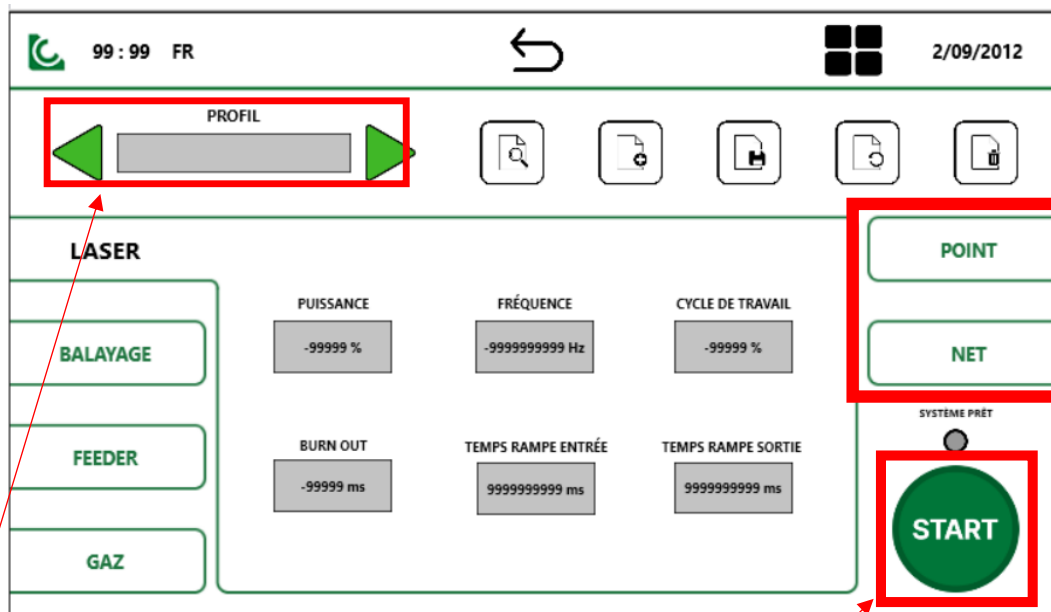 99 : 99 FR
2/09/2012
PROFIL
LASER
BALAYAGE
FEEDER
GAZ
PUISSANCE
FRÉQUENCE
CYCLE DE TRAVAIL
-99999 %
-9999999999 Hz
-99999 %
BURN OUT
TEMPS RAMPE ENTRÉE
TEMPS RAMPE SORTIE
-99999 ms
9999999999 ms
9999999999 ms
POINT
NET
SYSTÈME PRÊT
START